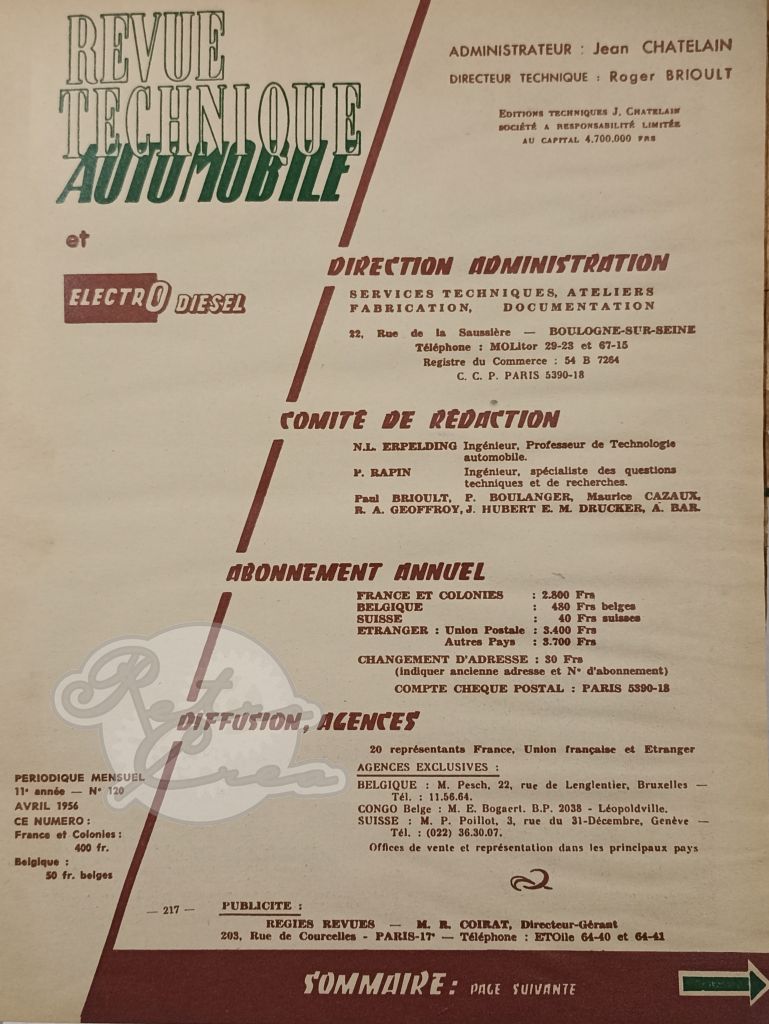 REVUE
TECHNIQUE
AUTOMOBILE
et
ELECTRO DIESEL
ADMINISTRATEUR : Jean CHATELAIN
DIRECTEUR TECHNIQUE : Roger BRIOULT
EDITIONS TECHNIQUES J. CHATELAIN
SOCIÉTÉ A RESPONSABILITÉ LIMITÉE
AU CAPITAL 4.700.000 FRS
DIRECTION ADMINISTRATION
SERVICES TECHNIQUES, ATELIERS
FABRICATION, DOCUMENTATION
22, Rue de la Saussière — BOULOGNE-SUR-SEINE
Téléphone : MOLitor 29-23 et 67-15
Registre du Commerce : 54 B 7264
C. C. P. PARIS 5390-18
COMITÉ DE RÉDACTION
N.L. ERPELDING Ingénieur, Professeur de Technologie
automobile.
P. RAPIN Ingénieur, spécialiste des questions
techniques et de recherches.
Paul BRIOULT, P. BOULANGER, Maurice CAZAUX,
R. A. GEOFFROY, J. HUBERT E. M. DRUCKER, A. BAR.
ABONNEMENT ANNUEL
FRANCE ET COLONIES : 2.800 Frs
BELGIQUE : 480 Frs belges
SUISSE : 40 Frs suisses
ETRANGER : Union Postale : 3.400 Frs
Autres Pays : 3.700 Frs
CHANGEMENT D'ADRESSE : 30 Frs
(indiquer ancienne adresse et N° d'abonnement)
COMPTE CHEQUE POSTAL : PARIS 5390-18
DIFFUSION, AGENCES
20 représentants France, Union française et Etranger
AGENCES EXCLUSIVES :
BELGIQUE : M. Pesch, 22, rue de Lenglentier, Bruxelles —
Tél. : 11.56.64.
CONGO Belge : M. E. Bogaert. B.P. 2038 - Léopoldville.
SUISSE : M. P. Poillot, 3, rue du 31-Décembre, Genève —
Tél. : (022) 36.30.07.
Offices de vente et représentation dans les principaux pays
Retro
Crea
PERIODIQUE MENSUEL
11e année — N° 120
AVRIL 1956
CE NUMERO :
France et Colonies :
400 fr.
Belgique :
50 fr. belges
— 217 —
PUBLICITE :
REGIES REVUES — M. R. COIRAT, Directeur-Gérant
203, Rue de Courcelles - PARIS-17e — Téléphone : ETOile 64-40 et 64-41
SOMMAIRE : PAGE SUIVANTE